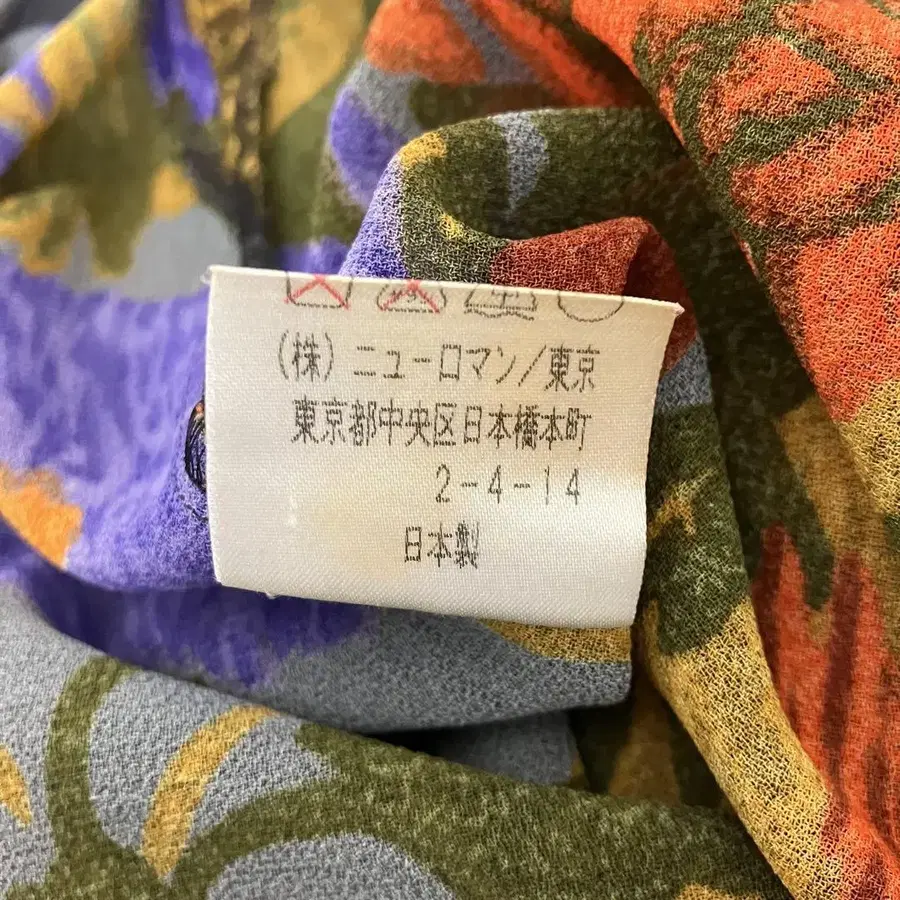 (株)ニューロマン/東京
東京都中央区日本橋本町
2-4-14
日本製